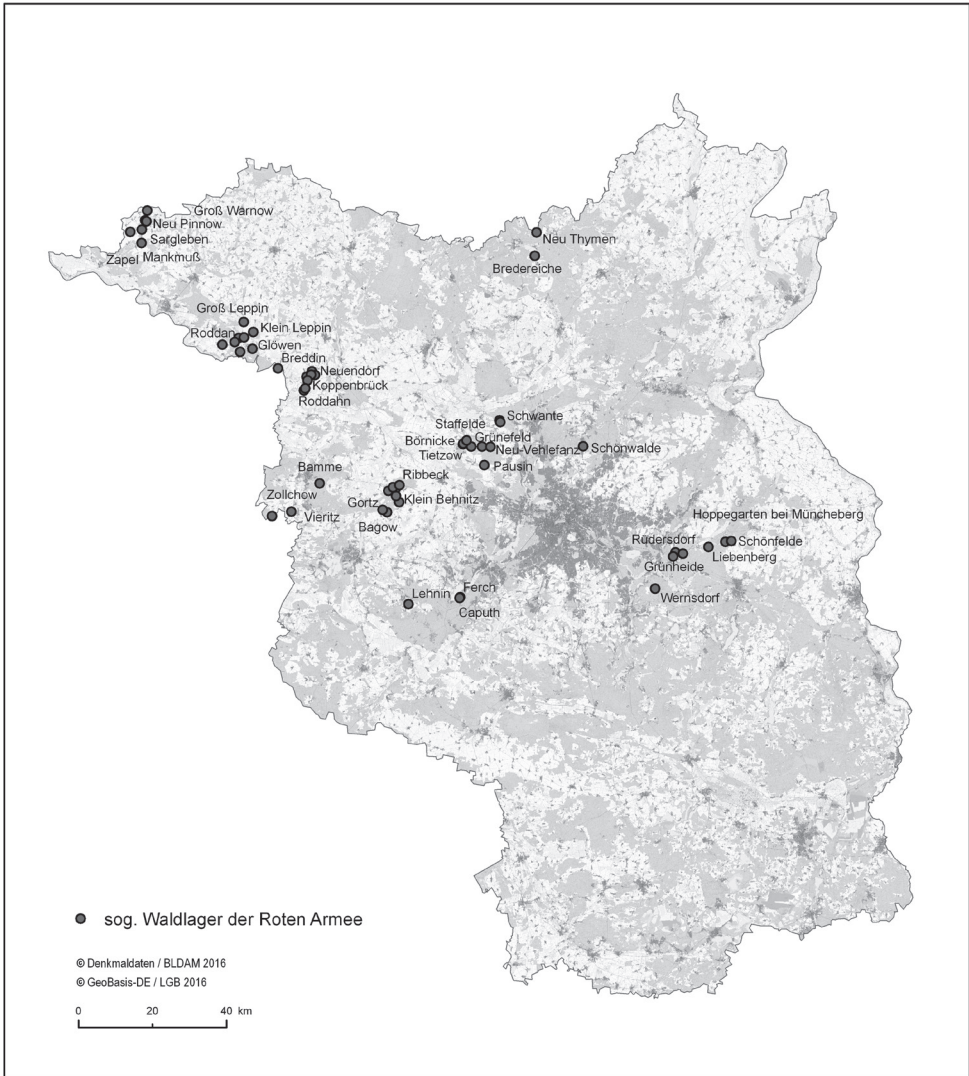 Groß Warnow
Neu Pinnow
Sargleben
Zapel Mankmuß
Neu Thymen
Bredereiche
Groß Leppin
Roddan
Klein Leppin
Glöwen
Breddin
Neuendorf
Koppenbrück
Roddahn
Schwante
Staffelde
Grünefeld
Börnicke
Neu-Vehlefanz
Tietzow
Schönwalde
Pausin
Bamme
Ribbeck
Zollchow
Görtz
Klein Behnitz
Vieritz
Bagow
Hoppegarten bei Müncheberg
Rüdersdorf
Schönfelde
Liebenberg
Grünheide
Lehnin
Ferch
Wernsdorf
Caputh
sog. Waldlager der Roten Armee
© Denkmaldaten / BLDAM 2016
© GeoBasis-DE / LGB 2016
0 20 40 km